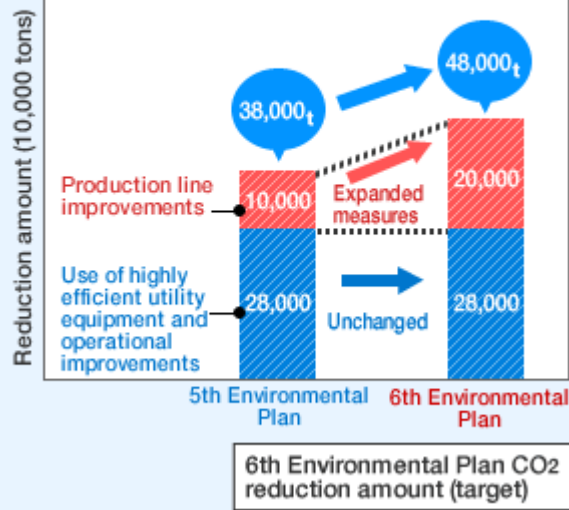 Reduction amount (10,000 tons)
48,000t
38,000t
Production line
improvements
10,000
Expanded
measures
20,000
Use of highly
efficient utility
equipment and
operational
improvements
28,000
Unchanged
28,000
5th Environmental
Plan
6th Environmental
Plan
6th Environmental Plan CO2
reduction amount (target)